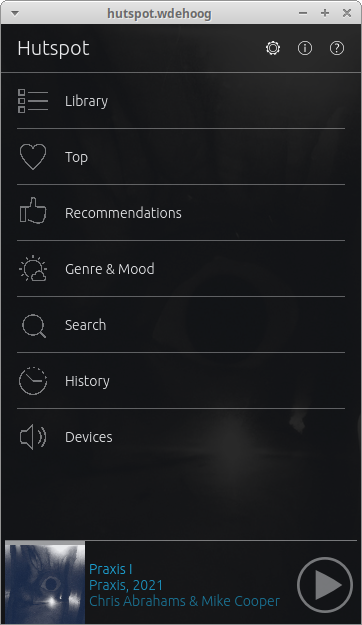 hutspot.wdehoog
Hutspot
Library
Top
Recommendations
Genre & Mood
Search
History
Devices
Praxis I
Praxis, 2021
Chris Abrahams & Mike Cooper